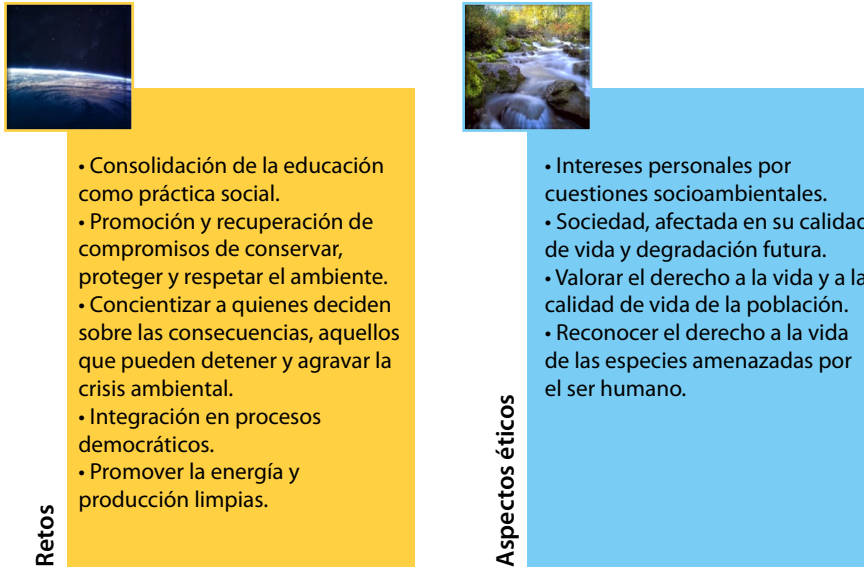 • Consolidación de la educación
como práctica social.
• Promoción y recuperación de
compromisos de conservar,
proteger y respetar el ambiente.
• Concientizar a quienes deciden
sobre las consecuencias, aquellos
que pueden detener y agravar la
crisis ambiental.
• Integración en procesos
democráticos.
• Promover la energía y
producción limpias.
Retos
• Intereses personales por
cuestiones socioambientales.
• Sociedad, afectada en su calidad
de vida y degradación futura.
• Valorar el derecho a la vida y a la
calidad de vida de la población.
• Reconocer el derecho a la vida
de las especies amenazadas por
el ser humano.
Aspectos éticos